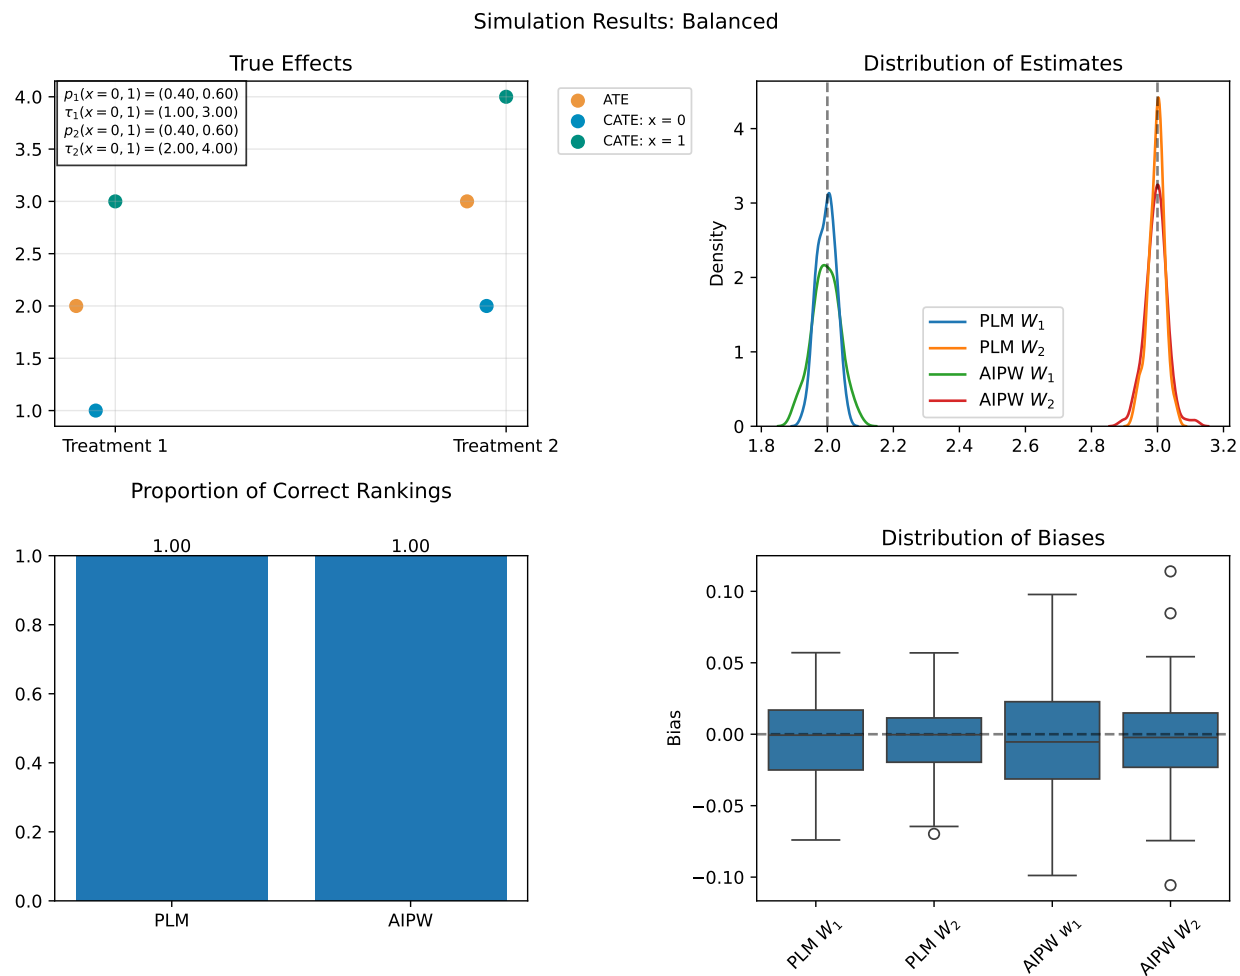 Simulation Results: Balanced
True Effects
p₁(x = 0, 1) = (0.40, 0.60)
τ₁(x = 0, 1) = (1.00, 3.00)
p₂(x = 0, 1) = (0.40, 0.60)
τ₂(x = 0, 1) = (2.00, 4.00)
4.0
3.5
3.0
2.5
2.0
1.5
1.0
Treatment 1
Treatment 2
ATE
CATE: x = 0
CATE: x = 1
Distribution of Estimates
Density
4
3
2
1
0
PLM W₁
PLM W₂
AIPW W₁
AIPW W₂
1.8
2.0
2.2
2.4
2.6
2.8
3.0
3.2
Proportion of Correct Rankings
1.00
1.00
1.0
0.8
0.6
0.4
0.2
0.0
PLM
AIPW
Distribution of Biases
Bias
0.10
0.05
0.00
−0.05
−0.10
PLM W₁
PLM W₂
AIPW w₁
AIPW W₂